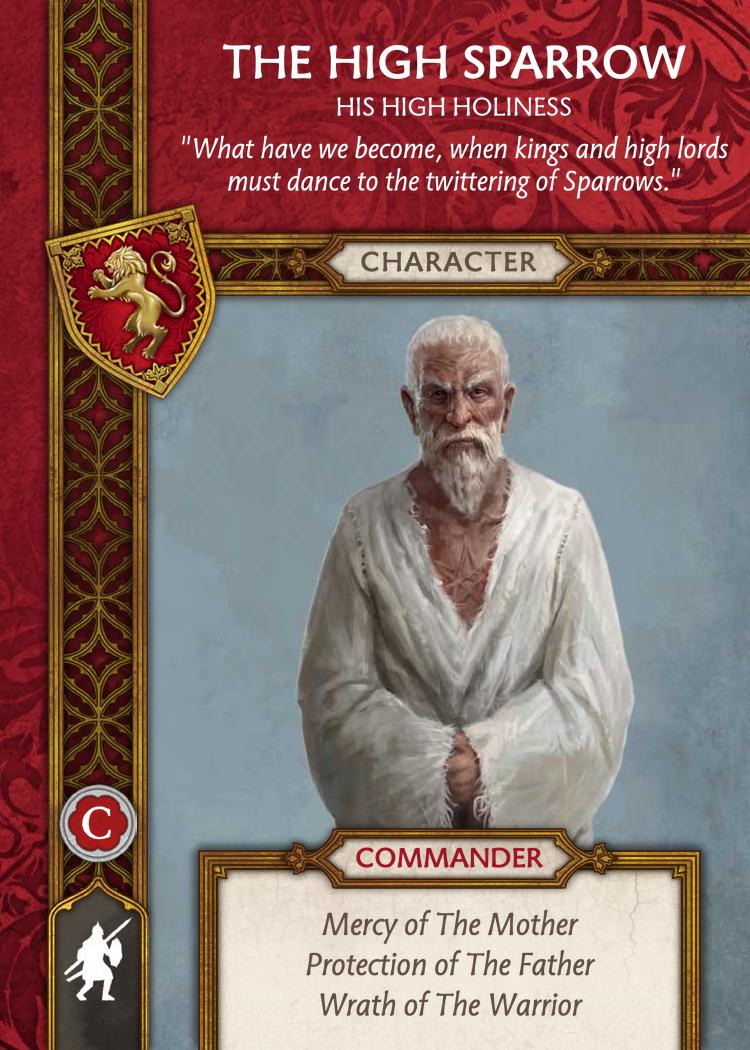 THE HIGH SPARROW
HIS HIGH HOLINESS
"What have we become, when kings and high lords
must dance to the twittering of Sparrows."
CHARACTER
C
COMMANDER
Mercy of The Mother
Protection of The Father
Wrath of The Warrior